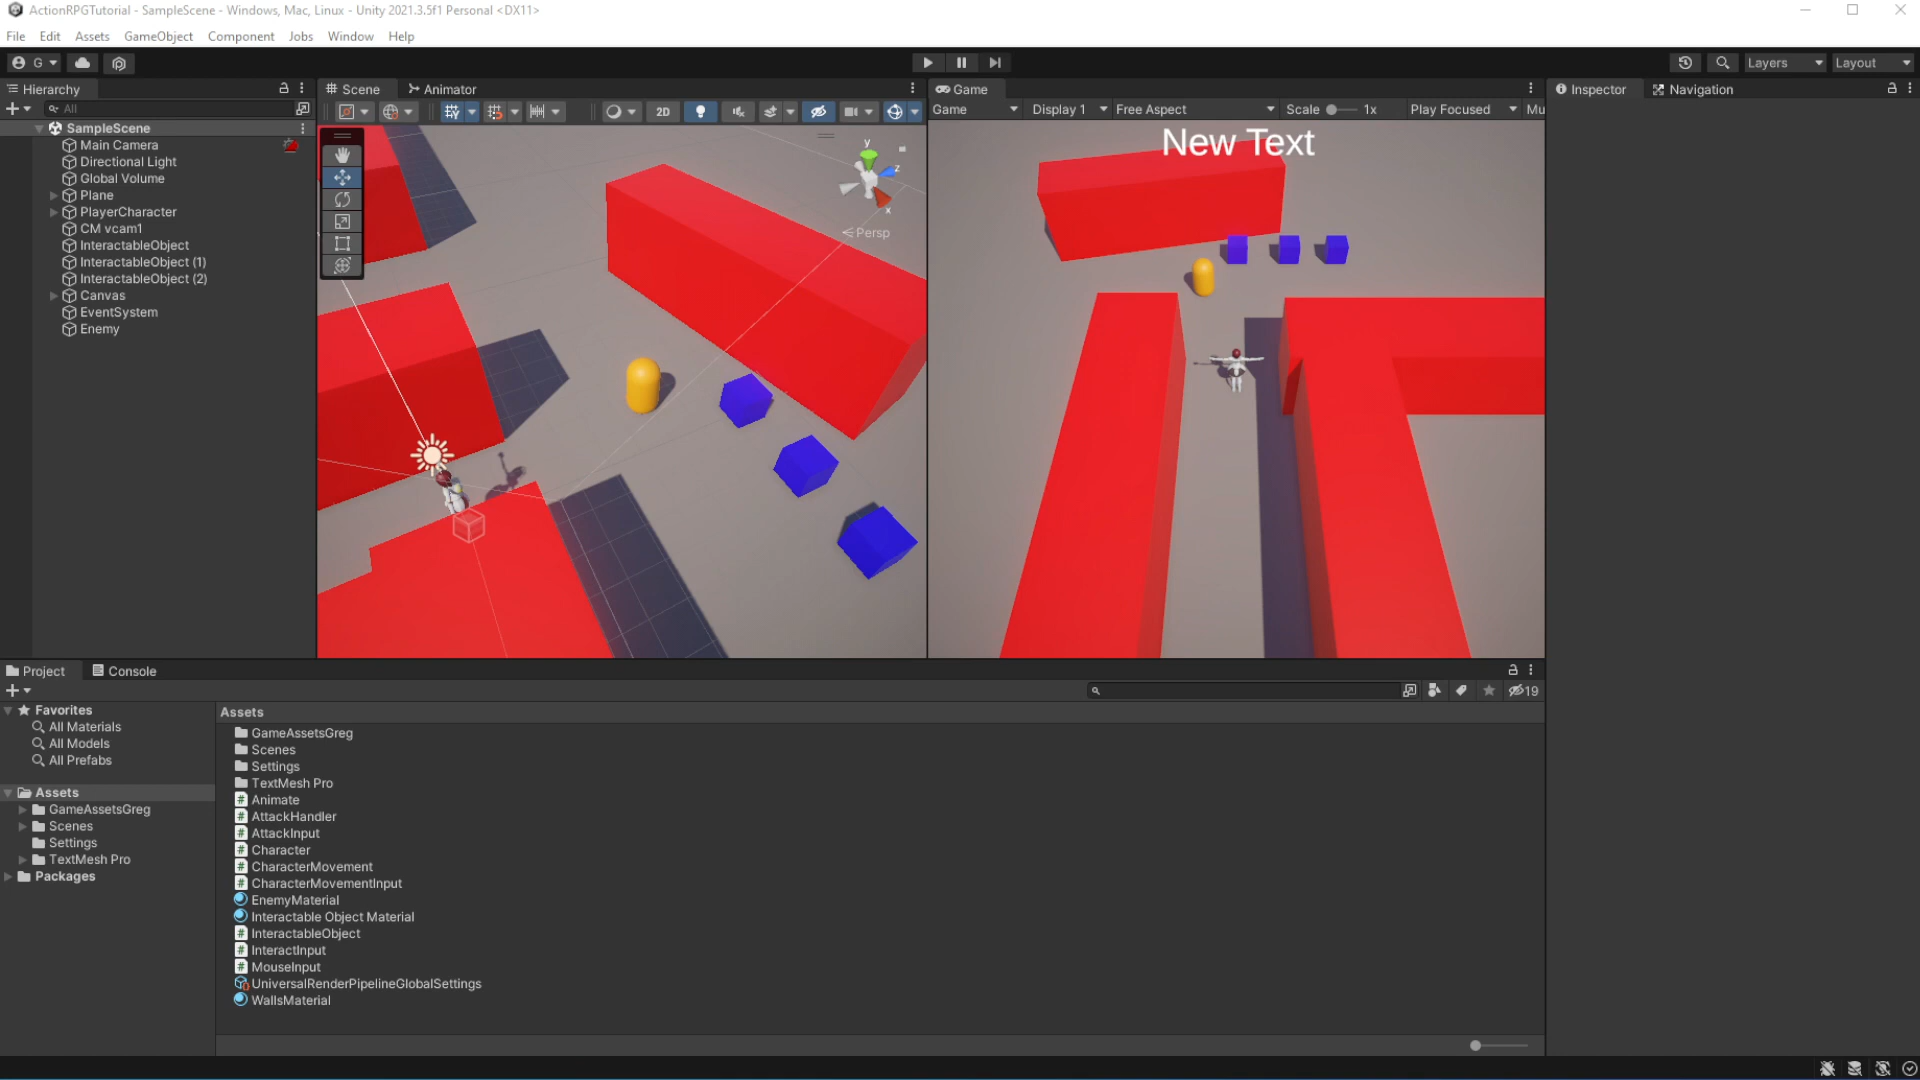 ActionRPGTutorial - SampleScene - Windows, Mac, Linux - Unity 2021.3.5f1 Personal <DX11>
File Edit Assets GameObject Component Jobs Window Help
G Layers Layout
Hierarchy
All
SampleScene
Main Camera
Directional Light
Global Volume
Plane
PlayerCharacter
CM vcam1
InteractableObject
InteractableObject (1)
InteractableObject (2)
Canvas
EventSystem
Enemy
Scene Animator
2D
y
z
x
Persp
Game
Game Display 1 Free Aspect Scale 1x Play Focused Mu
New Text
Inspector Navigation
Project Console
19
Favorites
All Materials
All Models
All Prefabs
Assets
GameAssetsGreg
Scenes
Settings
TextMesh Pro
Packages
Assets
GameAssetsGreg
Scenes
Settings
TextMesh Pro
Animate
AttackHandler
AttackInput
Character
CharacterMovement
CharacterMovementInput
EnemyMaterial
Interactable Object Material
InteractableObject
InteractInput
MouseInput
UniversalRenderPipelineGlobalSettings
WallsMaterial